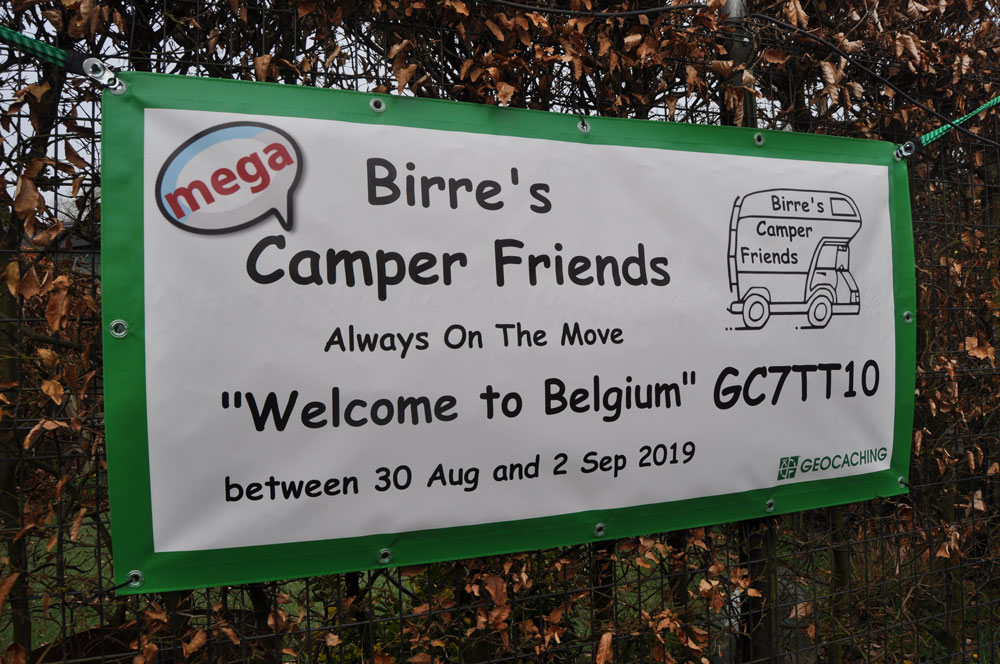 mega
Birre's
Camper Friends
Always On The Move
"Welcome to Belgium" GC7TT10
between 30 Aug and 2 Sep 2019
Birre's
Camper
Friends
GEOCACHING